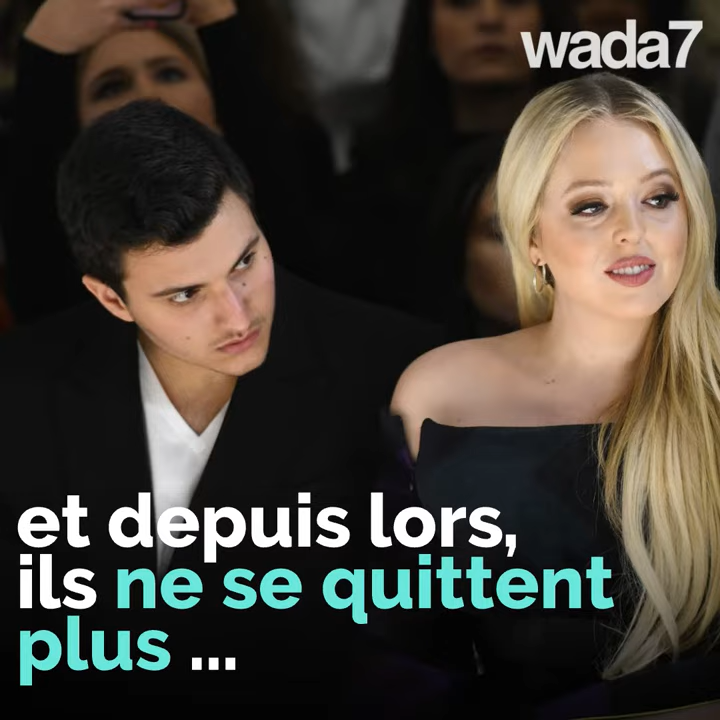 wada7
et depuis lors,
ils ne se quittent
plus ...